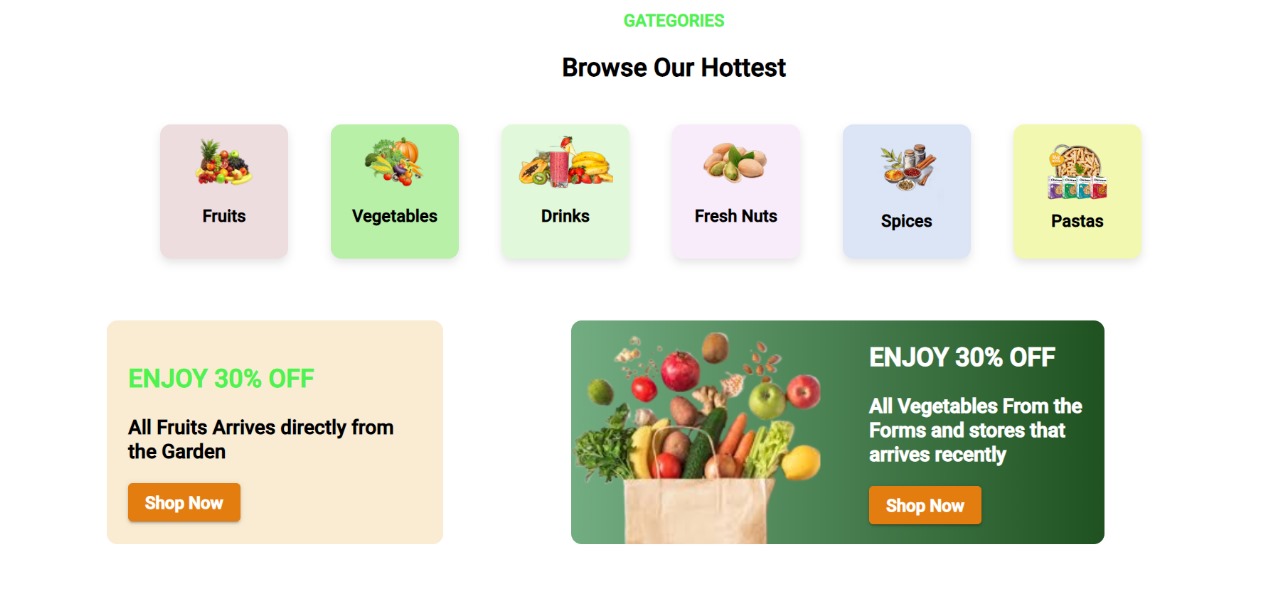 GATEGORIES
Browse Our Hottest
Fruits
Vegetables
Drinks
Fresh Nuts
Spices
Pastas
ENJOY 30% OFF
All Fruits Arrives directly from
the Garden
Shop Now
ENJOY 30% OFF
All Vegetables From the
Forms and stores that
arrives recently
Shop Now